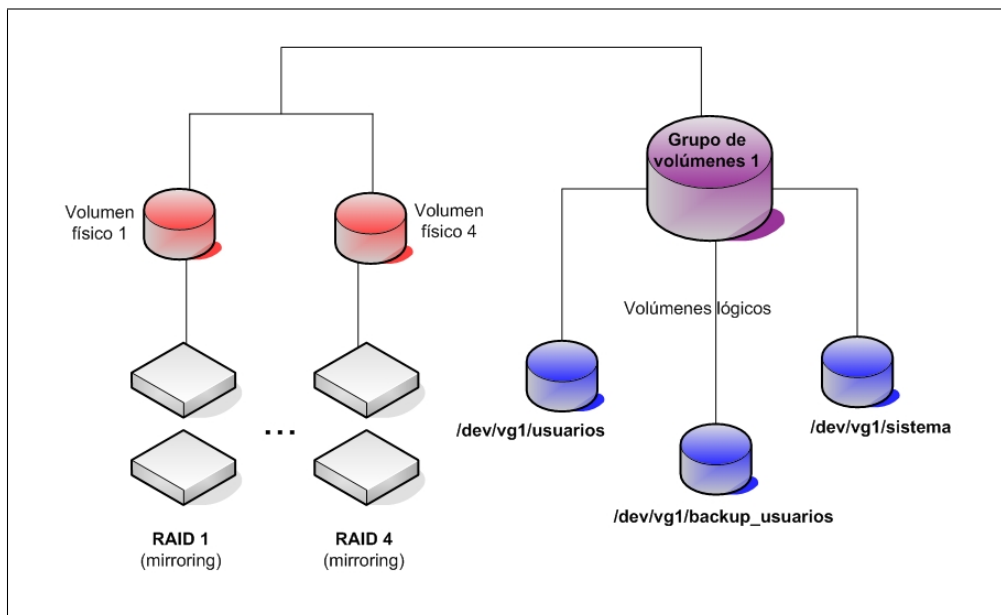 Grupo de
volúmenes 1
Volumen
físico 1
Volumen
físico 4
Volúmenes lógicos
/dev/vg1/usuarios
/dev/vg1/sistema
...
/dev/vg1/backup_usuarios
RAID 1
(mirroring)
RAID 4
(mirroring)